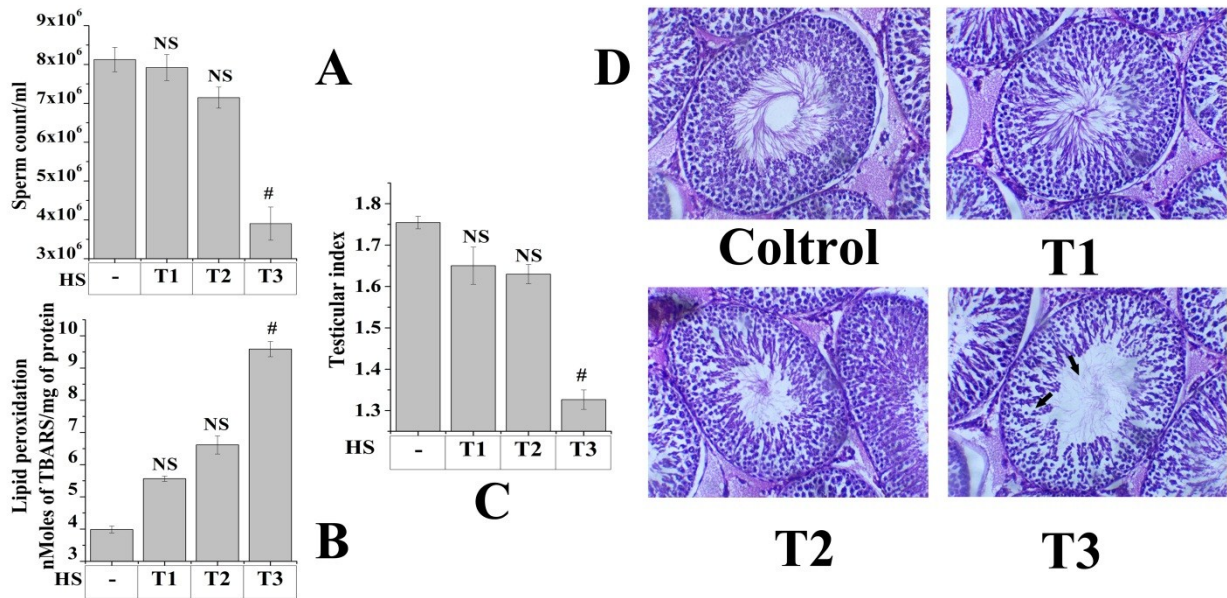 9x10⁶
8x10⁶
7x10⁶
6x10⁶
5x10⁶
4x10⁶
3x10⁶
Sperm count/ml
NS
NS
#
HS - T1 T2 T3
A
10
9
8
7
6
5
4
3
Lipid peroxidation
nMoles of TBARS/mg of protein
NS
NS
#
HS - T1 T2 T3
B
1.8
1.7
1.6
1.5
1.4
1.3
Testicular index
NS
NS
#
HS - T1 T2 T3
C
D
Coltrol
T1
T2
T3